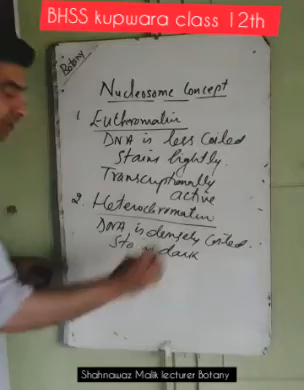 BHSS kupwara class 12th
Botany
Nucleosome Concept
1. Euchromatin
DNA is less Coiled
Stains lightly.
Transcriptionally
active
2. Heterochromatin
DNA is densely Coiled.
dark
Shahnawaz Malik lecturer Botany